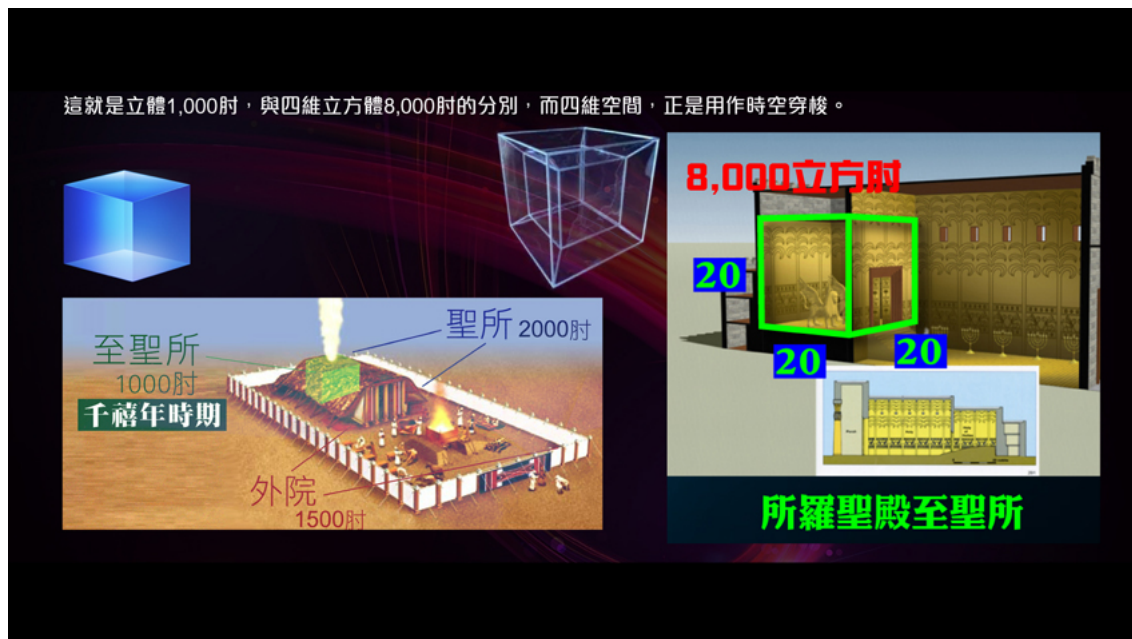 這就是立體1,000肘，與四維立方體8,000肘的分別，而四維空間，正是用作時空穿梭。
8,000立方肘
20
20
20
至聖所
1000肘
千禧年時期
聖所 2000肘
外院
1500肘
所羅聖殿至聖所